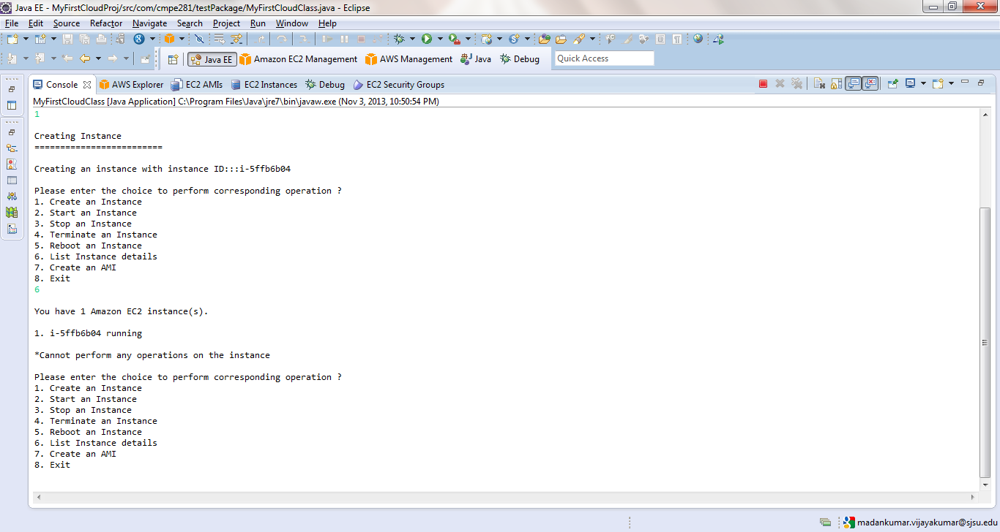 Java EE - MyFirstCloudProj/src/com/cmpe281/testPackage/MyFirstCloudClass.java - Eclipse
File Edit Source Refactor Navigate Search Project Run Window Help
Java EE Amazon EC2 Management AWS Management Java Debug Quick Access
Console AWS Explorer EC2 AMIs EC2 Instances Debug EC2 Security Groups
MyFirstCloudClass [Java Application] C:\Program Files\Java\jre7\bin\javaw.exe (Nov 3, 2013, 10:50:54 PM)
1
Creating Instance
=========================
Creating an instance with instance ID:::i-5ffb6b04
Please enter the choice to perform corresponding operation ?
1. Create an Instance
2. Start an Instance
3. Stop an Instance
4. Terminate an Instance
5. Reboot an Instance
6. List Instance details
7. Create an AMI
8. Exit
6
You have 1 Amazon EC2 instance(s).
1. i-5ffb6b04 running
*Cannot perform any operations on the instance
Please enter the choice to perform corresponding operation ?
1. Create an Instance
2. Start an Instance
3. Stop an Instance
4. Terminate an Instance
5. Reboot an Instance
6. List Instance details
7. Create an AMI
8. Exit
madankumar.vijayakumar@sjsu.edu